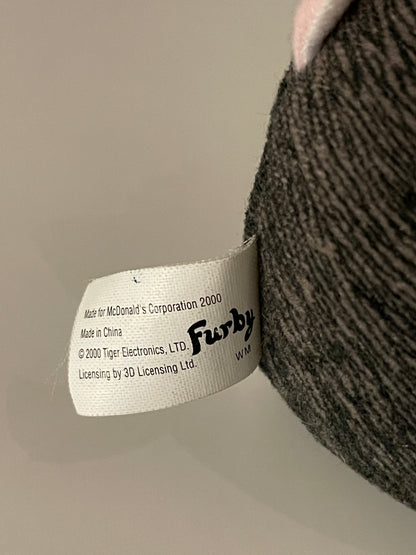 Made for McDonald's Corporation 2000
Made in China
© 2000 Tiger Electronics, LTD.
Licensing by 3D Licensing Ltd.
Furby
WM